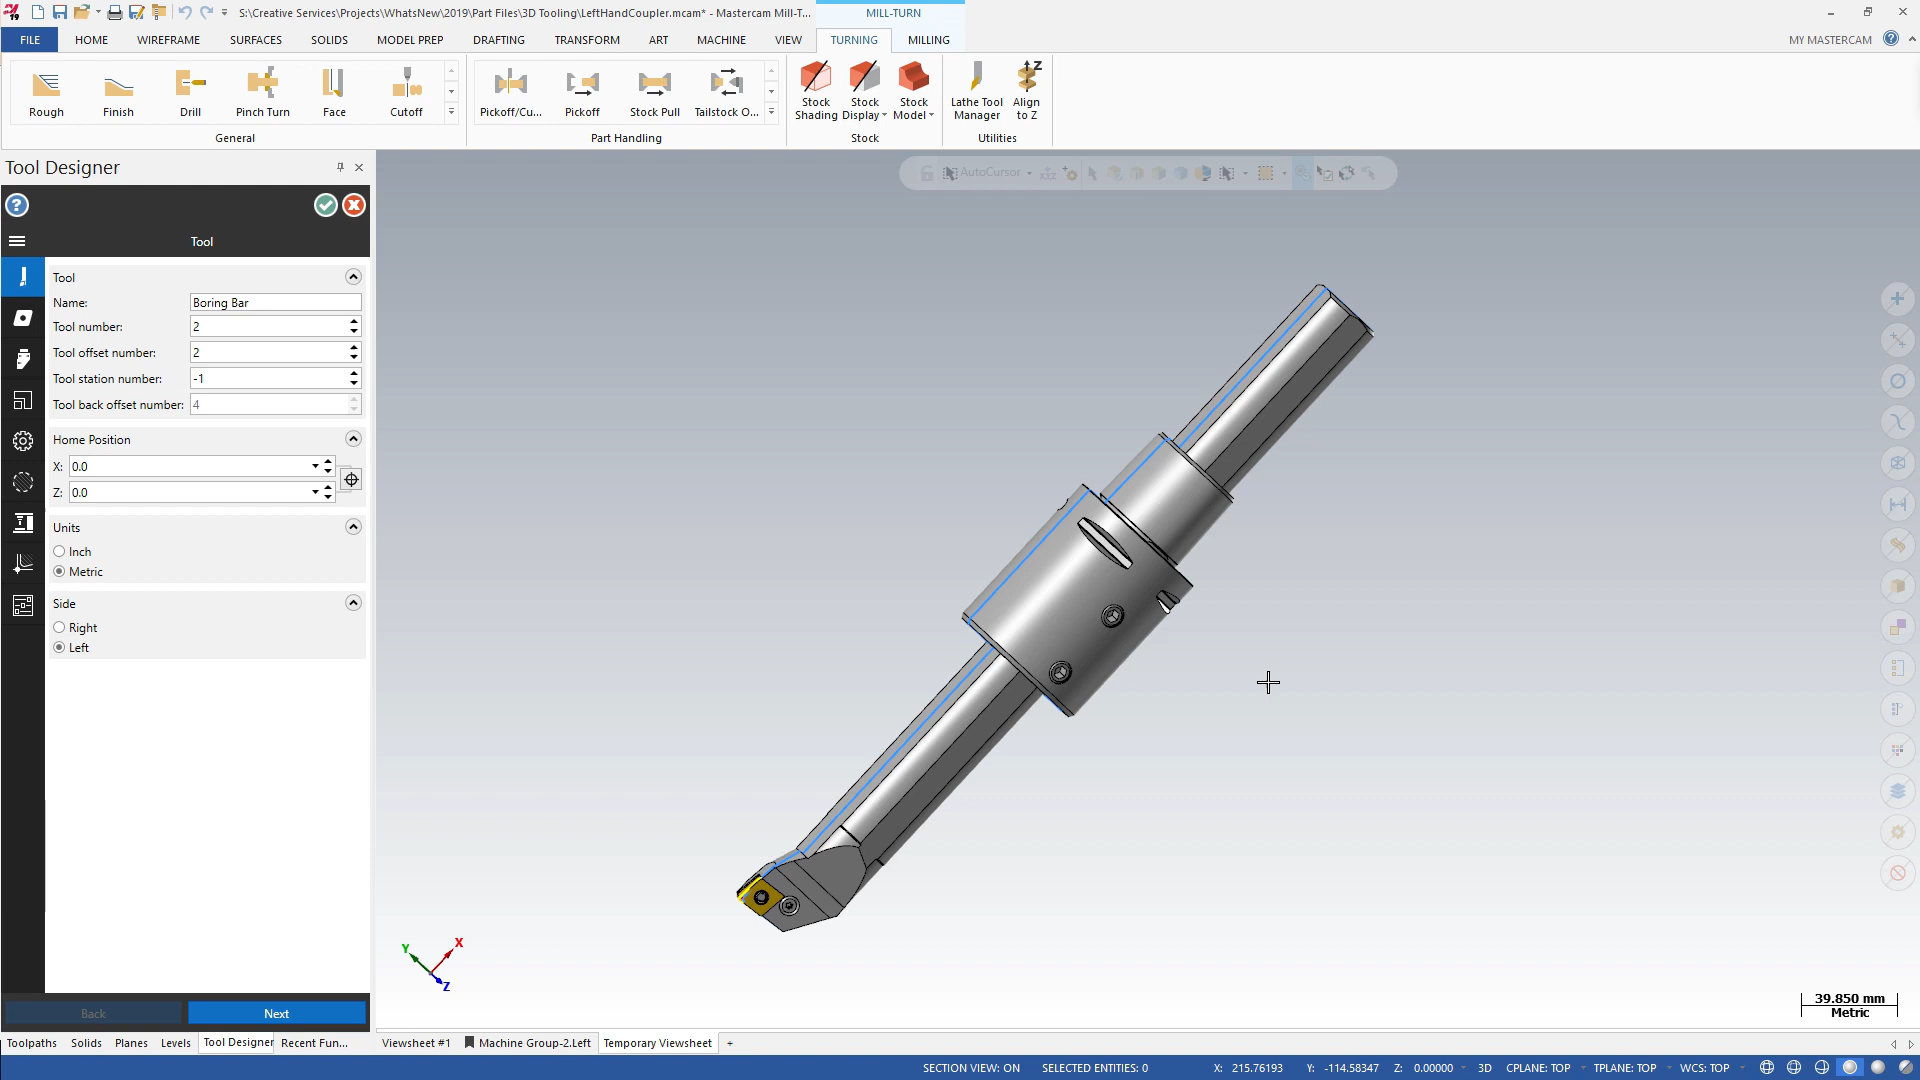 19 S:\Creative Services\Projects\WhatsNew\2019\Part Files\3D Tooling\LeftHandCoupler.mcam* - Mastercam Mill-T... MILL-TURN
FILE HOME WIREFRAME SURFACES SOLIDS MODEL PREP DRAFTING TRANSFORM ART MACHINE VIEW TURNING MILLING MY MASTERCAM
Rough Finish Drill Pinch Turn Face Cutoff Pickoff/Cu... Pickoff Stock Pull Tailstock O... Stock Shading Stock Display Stock Model Lathe Tool Manager Align to Z
General Part Handling Stock Utilities
Tool Designer
AutoCursor
Tool
Tool
Name: Boring Bar
Tool number: 2
Tool offset number: 2
Tool station number: -1
Tool back offset number: 4
Home Position
X: 0.0
Z: 0.0
Units
Inch
Metric
Side
Right
Left
Y X
Z
39.850 mm
Metric
Back Next
Toolpaths Solids Planes Levels Tool Designer Recent Fun... Viewsheet #1 Machine Group-2.Left Temporary Viewsheet +
SECTION VIEW: ON SELECTED ENTITIES: 0 X: 215.76193 Y: -114.58347 Z: 0.00000 3D CPLANE: TOP TPLANE: TOP WCS: TOP